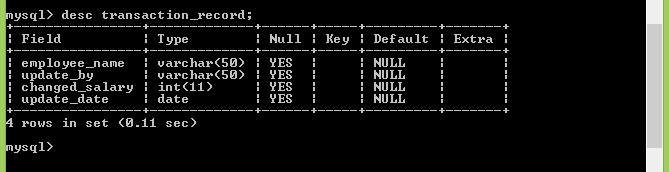 mysql> desc transaction_record;
+----------------+-------------+------+-----+---------+-------+
| Field          | Type        | Null | Key | Default | Extra |
+----------------+-------------+------+-----+---------+-------+
| employee_name  | varchar(50) | YES  |     | NULL    |       |
| update_by      | varchar(50) | YES  |     | NULL    |       |
| changed_salary | int(11)     | YES  |     | NULL    |       |
| update_date    | date        | YES  |     | NULL    |       |
+----------------+-------------+------+-----+---------+-------+
4 rows in set (0.11 sec)
mysql>